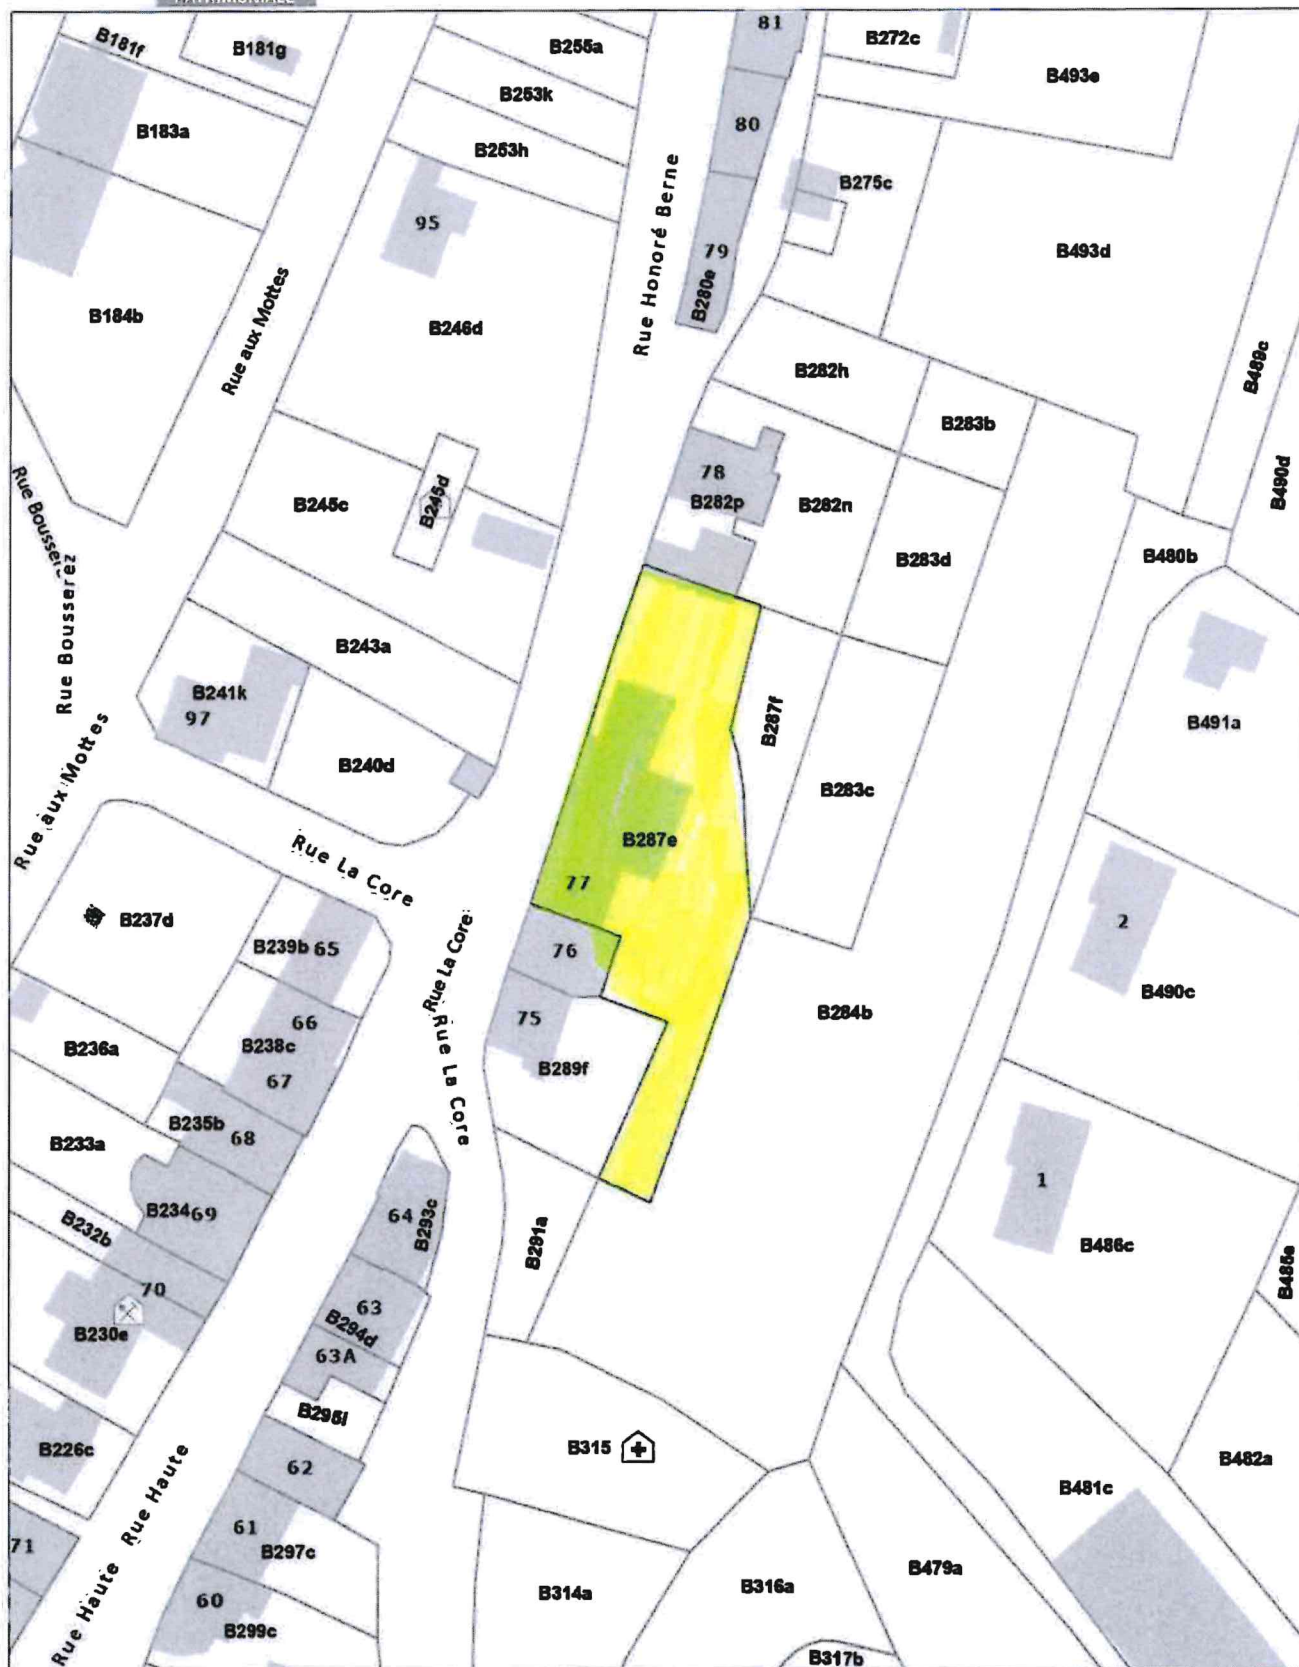 PATRIMONIALE
B181f
B181g
B255a
81
B272c
B493e
B253k
B183a
80
B253h
B275c
95
79
B280e
B493d
Rue Honoré Berne
B184b
Rue aux Mottes
B246d
B489c
B282h
B283b
78
B282p
B490d
B245c
B245d
B282n
B283d
B480b
Rue Bousserez
B243a
B241k
97
B287f
B491a
B240d
B283c
Rue aux Mottes
Rue La Core
B287e
77
B237d
B239b 65
76
2
Rue La Core
B490c
66
75
B284b
B236a
B238c
Rue La Core
67
B289f
B235b
68
B233a
1
B234
69
64
B293c
B232b
B291a
B486c
B485e
70
63
B230e
B294d
63A
B295i
B226c
B315
B482a
62
B481c
Rue Haute
71
61
B297c
B479a
B314a
B316a
60
Rue Haute
B299c
B317b